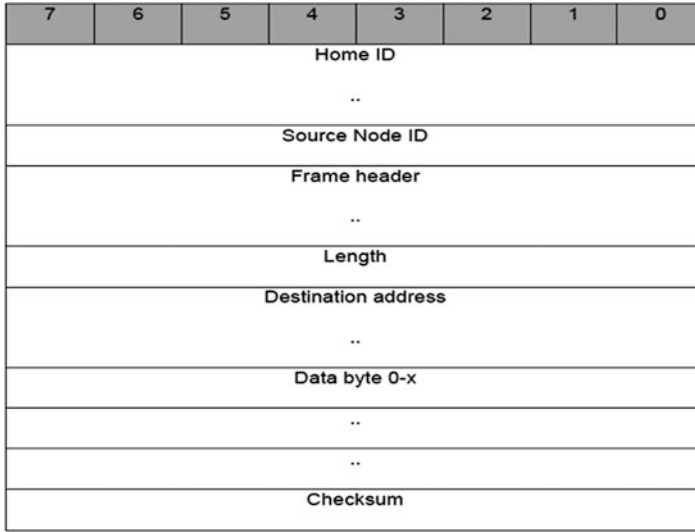 7 6 5 4 3 2 1 0
Home ID
..
Source Node ID
Frame header
..
Length
Destination address
..
Data byte 0-x
..
..
Checksum